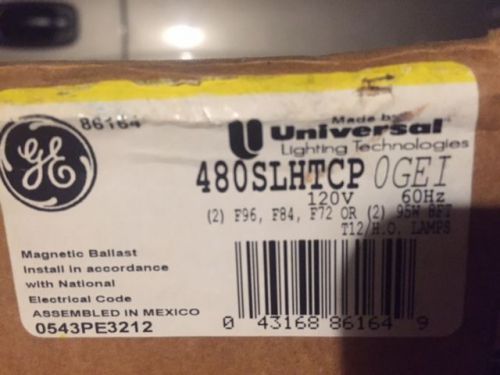 86164
Made by
Universal
Lighting Technologies
GE
480SLHTCP 0GEI
120V 60Hz
(2) F96, F84, F72 OR (2) 95W 8FT
T12/H.O. LAMPS
Magnetic Ballast
Install in accordance
with National
Electrical Code
ASSEMBLED IN MEXICO
0543PE3212
0 43168 86164 9